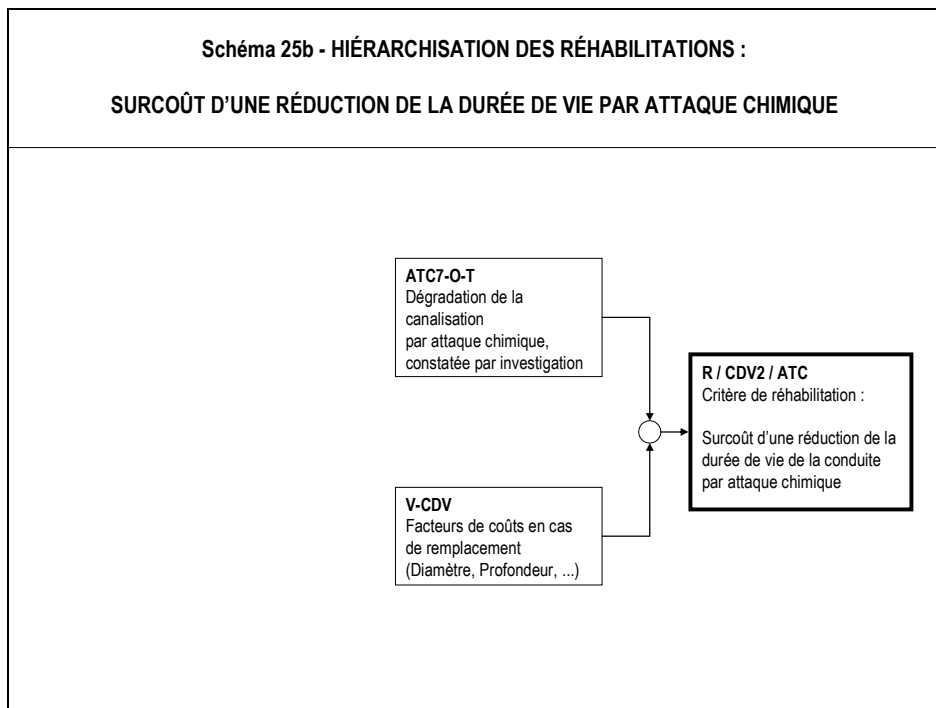 Schéma 25b - HIÉRARCHISATION DES RÉHABILITATIONS :
SURCOÛT D'UNE RÉDUCTION DE LA DURÉE DE VIE PAR ATTAQUE CHIMIQUE
ATC7-O-T
Dégradation de la
canalisation
par attaque chimique,
constatée par investigation
R / CDV2 / ATC
Critère de réhabilitation :
Surcoût d'une réduction de la
durée de vie de la conduite
par attaque chimique
V-CDV
Facteurs de coûts en cas
de remplacement
(Diamètre, Profondeur, ...)